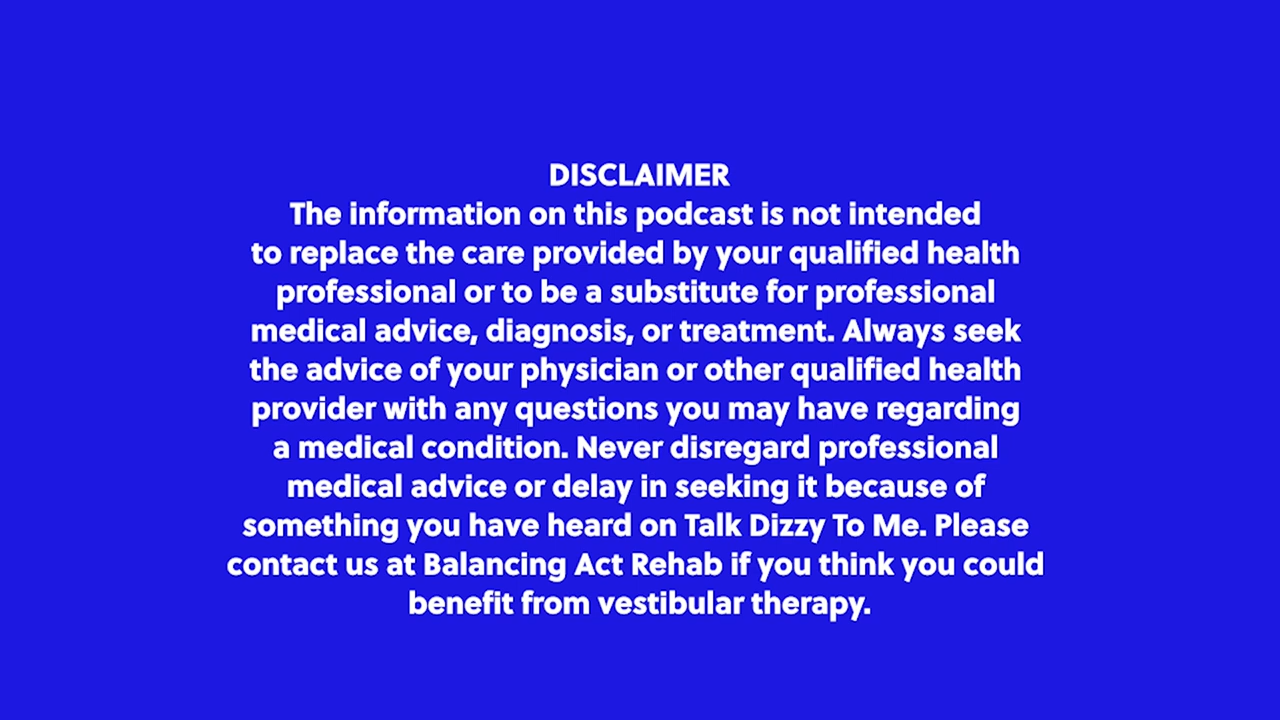 DISCLAIMER
The information on this podcast is not intended
to replace the care provided by your qualified health
professional or to be a substitute for professional
medical advice, diagnosis, or treatment. Always seek
the advice of your physician or other qualified health
provider with any questions you may have regarding
a medical condition. Never disregard professional
medical advice or delay in seeking it because of
something you have heard on Talk Dizzy To Me. Please
contact us at Balancing Act Rehab if you think you could
benefit from vestibular therapy.